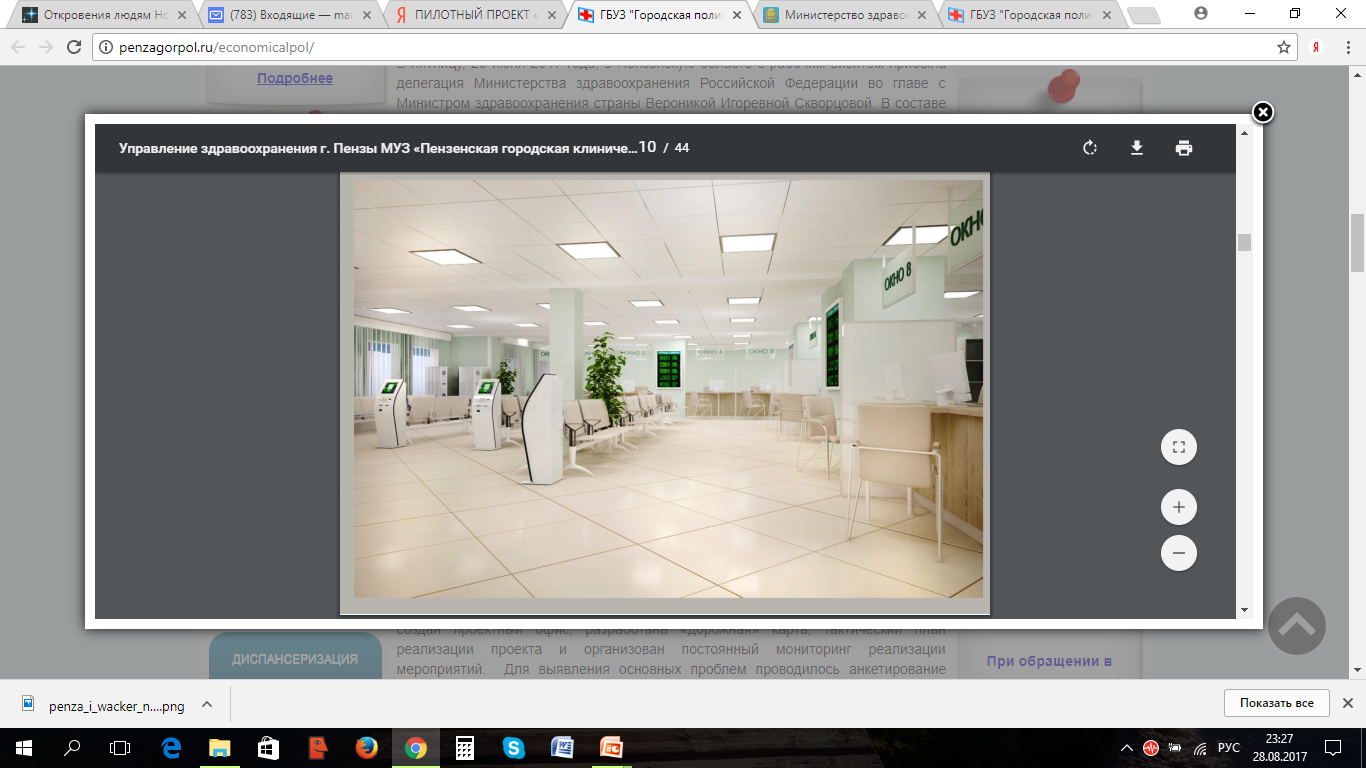 Откровения людям Но
(783) Входящие — mar
ПИЛОТНЫЙ ПРОЕКТ «
ГБУЗ "Городская поли
Министерство здраво
ГБУЗ "Городская поли
penzagorpol.ru/economicalpol/
Подробнее
делегация Министерства здравоохранения Российской Федерации во главе с
Министром здравоохранения страны Вероникой Игоревной Скворцовой. В составе
Управление здравоохранения г. Пензы МУЗ «Пензенская городская клиниче... 10 / 44
ОКНО 8
ОКНО 4
создан проектный офис, разработана «дорожная» карта, тактический план
реализации проекта и организован постоянный мониторинг реализации
мероприятий. Для выявления основных проблем проводилось анкетирование
ДИСПАНСЕРИЗАЦИЯ
При обращении в
penza_i_wacker_n....png
Показать все
РУС
23:27
28.08.2017